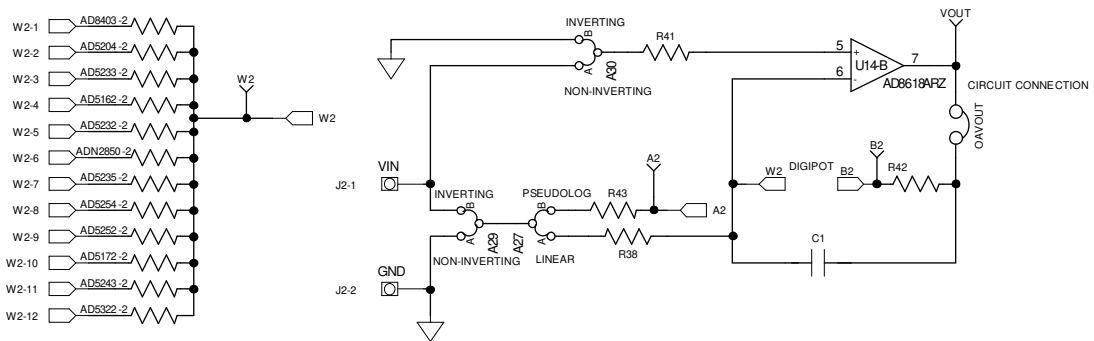 W2-1 AD8403-2
W2-2 AD5204-2
W2-3 AD5233-2
W2-4 AD5162-2
W2-5 AD5232-2
W2-6 ADN2850-2
W2-7 AD5235-2
W2-8 AD5254-2
W2-9 AD5252-2
W2-10 AD5172-2
W2-11 AD5243-2
W2-12 AD5322-2
W2
W2
INVERTING
B
A
A30
NON-INVERTING
R41
5
6
+
-
U14-B
7
AD8618ARZ
VOUT
CIRCUIT CONNECTION
OAVOUT
J2-1
VIN
INVERTING
B
A
A29
NON-INVERTING
PSEUDOLOG
B
A
A27
LINEAR
R43
R38
A2
A2
W2
DIGIPOT
B2
B2
R42
C1
J2-2
GND